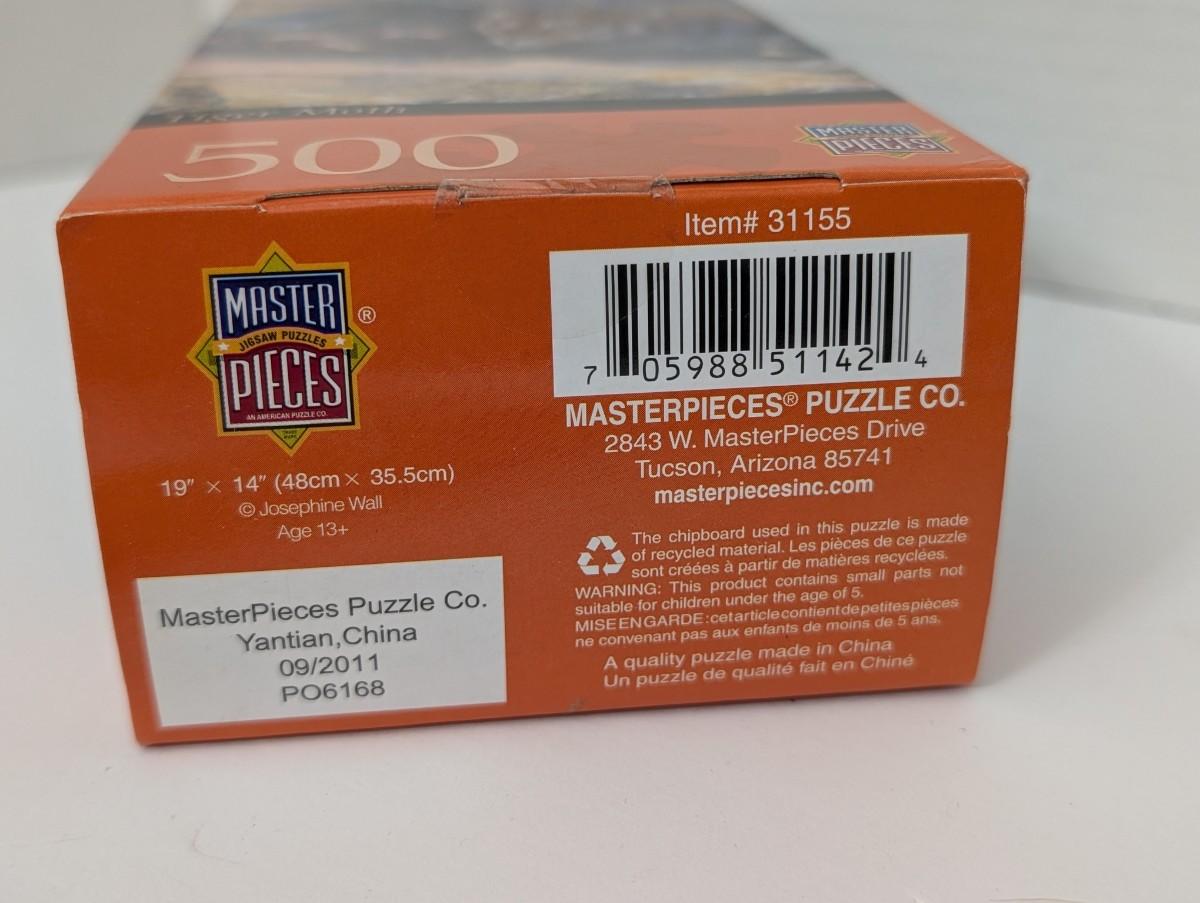 Tiger Moth
500
MASTER
PIECES
Item# 31155
MASTER
JIGSAW PUZZLES
PIECES
AN AMERICAN PUZZLE CO.
TRADE
MARK
®
19" × 14" (48cm × 35.5cm)
© Josephine Wall
Age 13+
MasterPieces Puzzle Co.
Yantian,China
09/2011
PO6168
7 05988 51142 4
MASTERPIECES® PUZZLE CO.
2843 W. MasterPieces Drive
Tucson, Arizona 85741
masterpiecesinc.com
The chipboard used in this puzzle is made
of recycled material. Les pièces de ce puzzle
sont créées à partir de matières recyclées.
WARNING: This product contains small parts not
suitable for children under the age of 5.
MISE EN GARDE : cet article contient de petites pièces
ne convenant pas aux enfants de moins de 5 ans.
A quality puzzle made in China
Un puzzle de qualité fait en Chiné